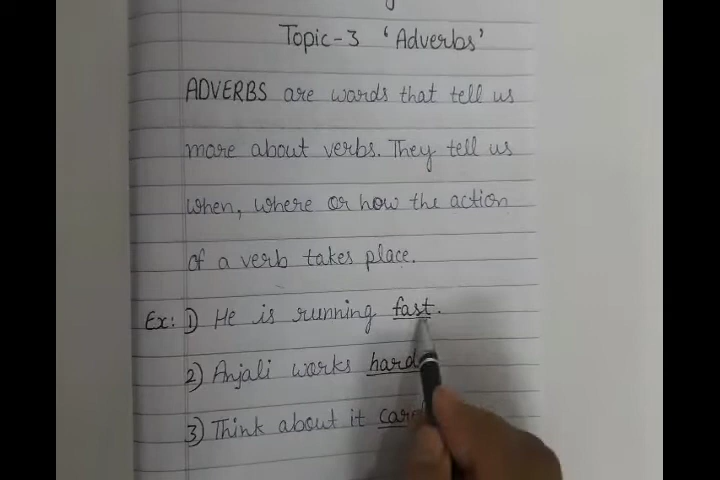 Topic-3 'Adverbs'
ADVERBS are words that tell us
more about verbs. They tell us
when, where or how the action
of a verb takes place.
Ex: 1) He is running fast.
2) Anjali works hard
3) Think about it